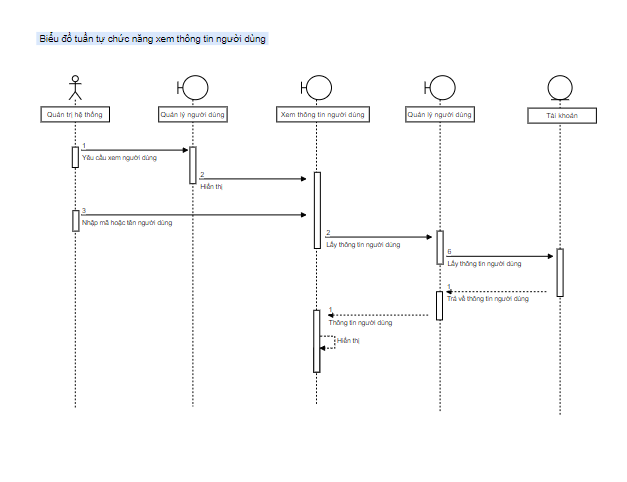 Biểu đồ tuần tự chức năng xem thông tin người dùng
Quản trị hệ thống
Quản lý người dùng
Xem thông tin người dùng
Quản lý người dùng
Tài khoản
1
Yêu cầu xem người dùng
2
Hiển thị
3
Nhập mã hoặc tên người dùng
2
Lấy thông tin người dùng
6
Lấy thông tin người dùng
1
Trả về thông tin người dùng
1
Thông tin người dùng
Hiển thị